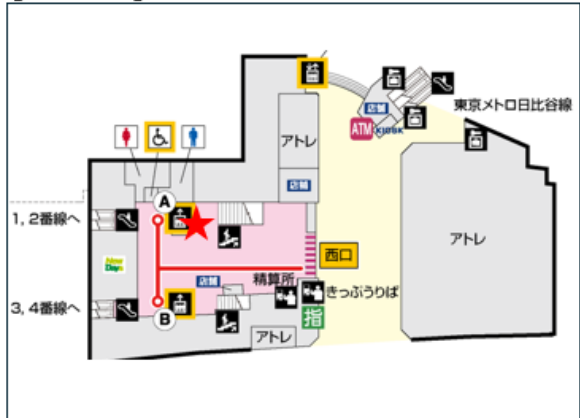 東京メトロ日比谷線
店舗
ATM
KIOSK
アトレ
店舗
アトレ
A
1, 2番線へ
西口
New Days
店舗
精算所
きっぷうりば
3, 4番線へ
B
指
アトレ